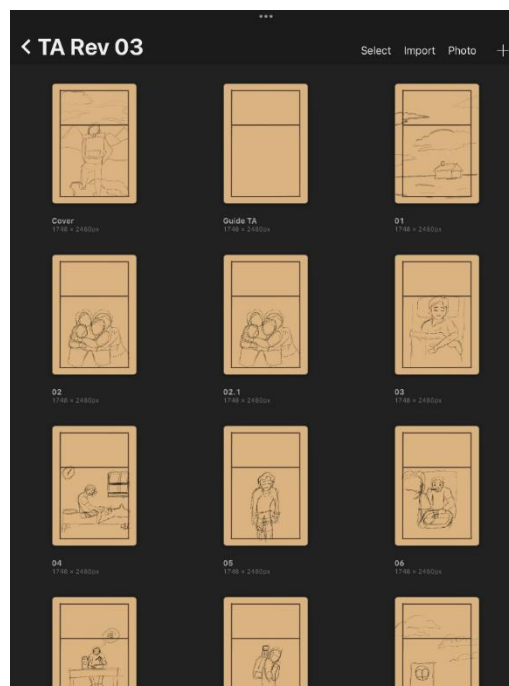 TA Rev 03
Select Import Photo
Cover
1748 × 2480px
Guide TA
1748 × 2480px
01
1748 × 2480px
02
1748 × 2480px
02.1
1748 × 2480px
03
1748 × 2480px
04
1748 × 2480px
05
1748 × 2480px
06
1748 × 2480px